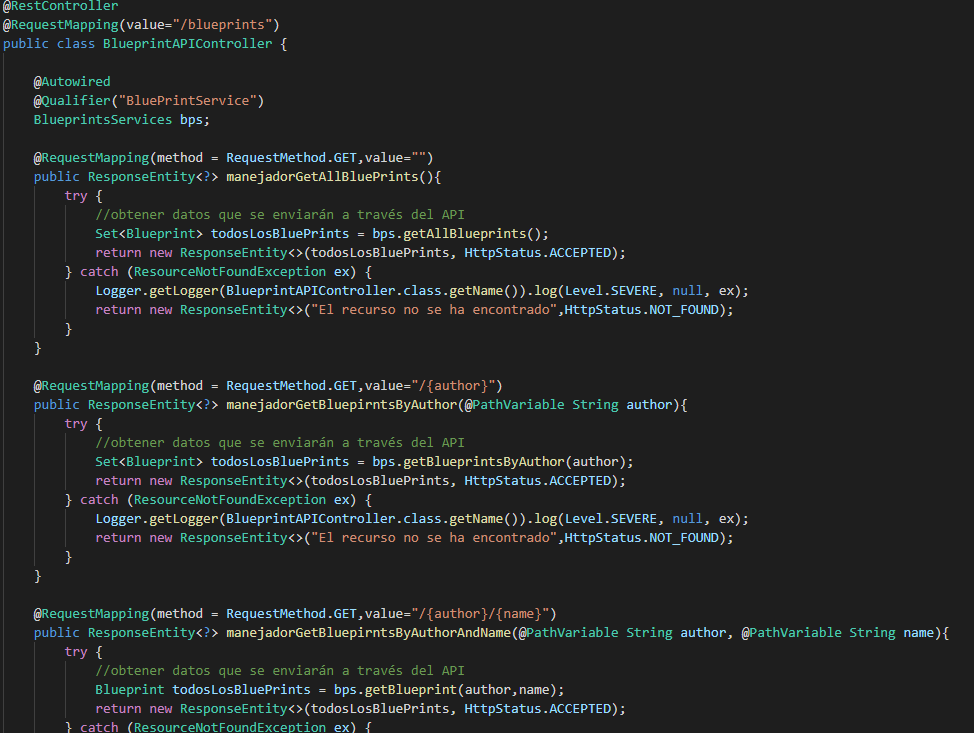 @RestController
@RequestMapping(value="/blueprints")
public class BlueprintAPIController {
@Autowired
@Qualifier("BluePrintService")
BlueprintsServices bps;
@RequestMapping(method = RequestMethod.GET,value="")
public ResponseEntity<?> manejadorGetAllBluePrints(){
try {
//obtener datos que se enviarán a través del API
Set<Blueprint> todosLosBluePrints = bps.getAllBlueprints();
return new ResponseEntity<>(todosLosBluePrints, HttpStatus.ACCEPTED);
} catch (ResourceNotFoundException ex) {
Logger.getLogger(BlueprintAPIController.class.getName()).log(Level.SEVERE, null, ex);
return new ResponseEntity<>("El recurso no se ha encontrado",HttpStatus.NOT_FOUND);
}
}
@RequestMapping(method = RequestMethod.GET,value="/{author}")
public ResponseEntity<?> manejadorGetBluepirntsByAuthor(@PathVariable String author){
try {
//obtener datos que se enviarán a través del API
Set<Blueprint> todosLosBluePrints = bps.getBlueprintsByAuthor(author);
return new ResponseEntity<>(todosLosBluePrints, HttpStatus.ACCEPTED);
} catch (ResourceNotFoundException ex) {
Logger.getLogger(BlueprintAPIController.class.getName()).log(Level.SEVERE, null, ex);
return new ResponseEntity<>("El recurso no se ha encontrado",HttpStatus.NOT_FOUND);
}
}
@RequestMapping(method = RequestMethod.GET,value="/{author}/{name}")
public ResponseEntity<?> manejadorGetBluepirntsByAuthorAndName(@PathVariable String author, @PathVariable String name){
try {
//obtener datos que se enviarán a través del API
Blueprint todosLosBluePrints = bps.getBlueprint(author,name);
return new ResponseEntity<>(todosLosBluePrints, HttpStatus.ACCEPTED);
} catch (ResourceNotFoundException ex) {